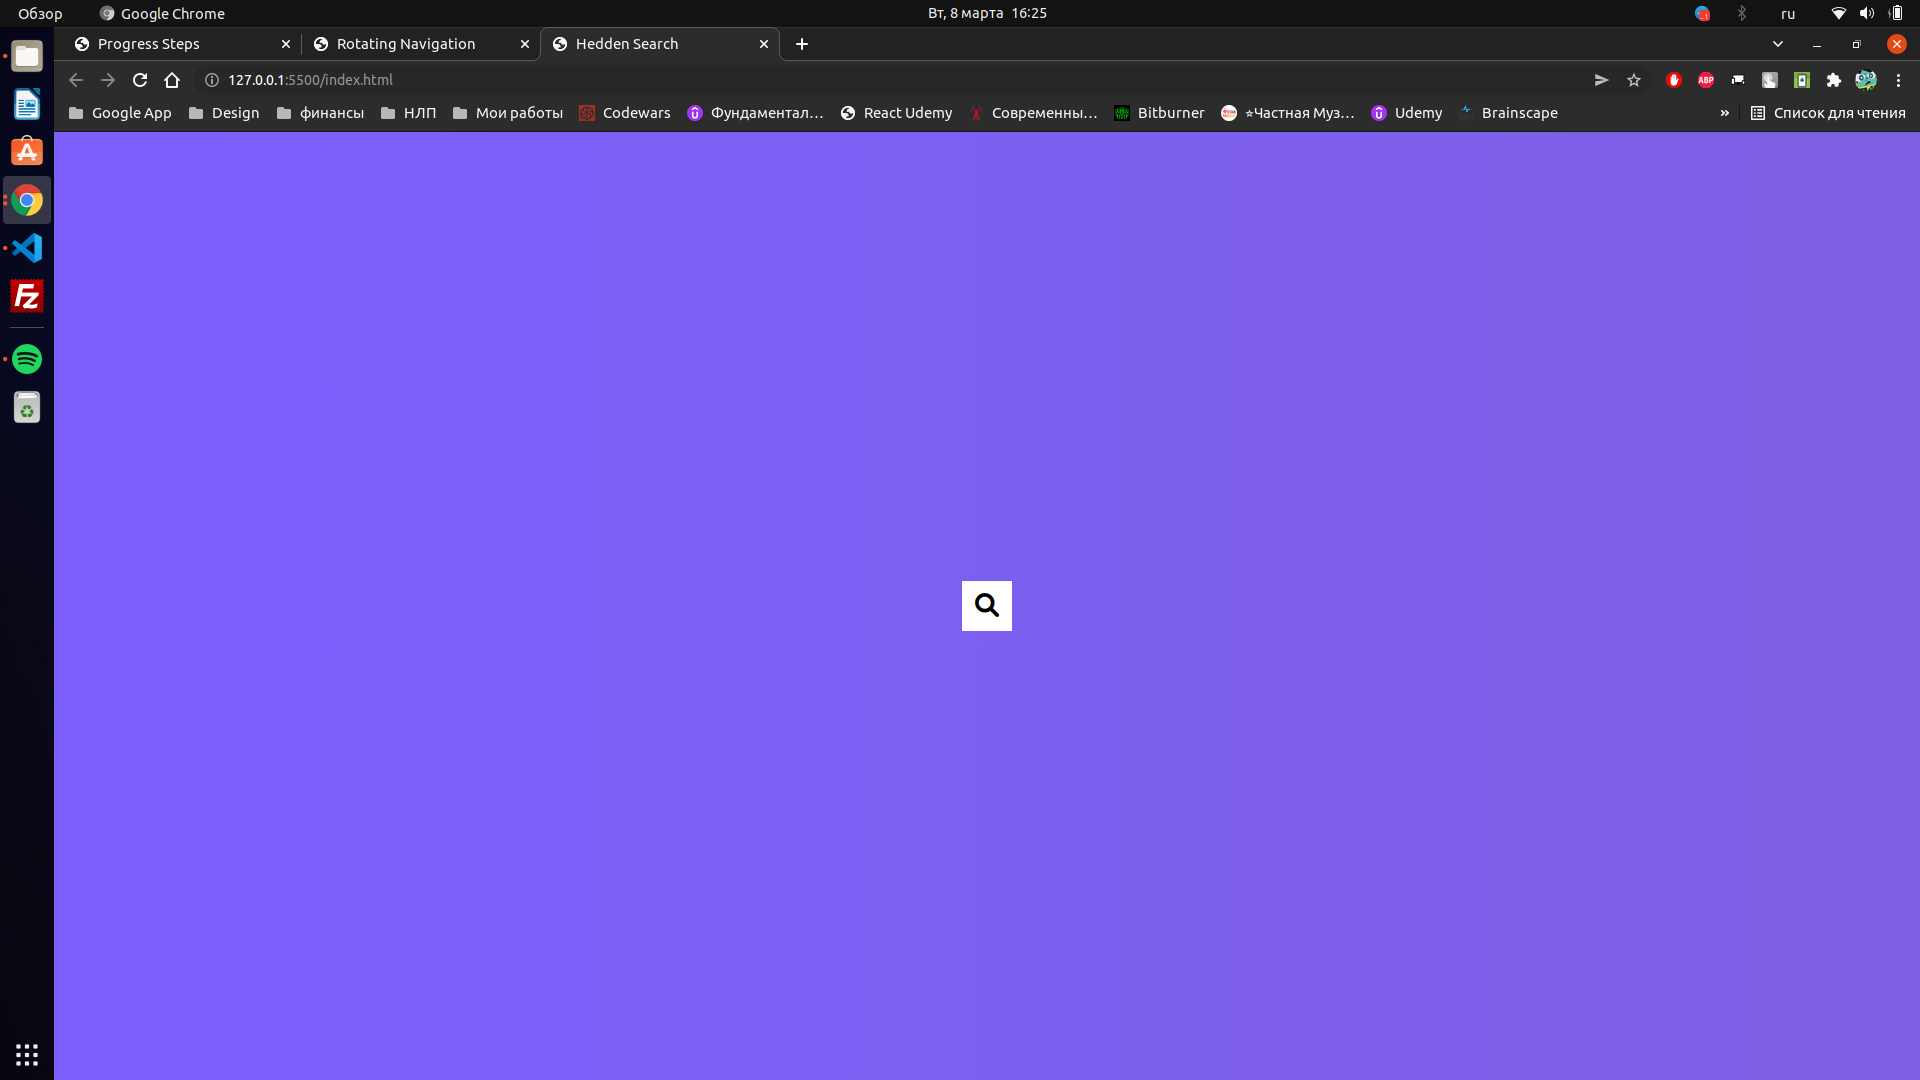 Обзор Google Chrome Вт, 8 марта 16:25 ru
Progress Steps Rotating Navigation Hedden Search
127.0.0.1:5500/index.html ABP
Google App Design финансы НЛП Мои работы Codewars Фундаментал... React Udemy Современны... Bitburner ⭐Частная Муз... Udemy Brainscape » Список для чтения
Fz